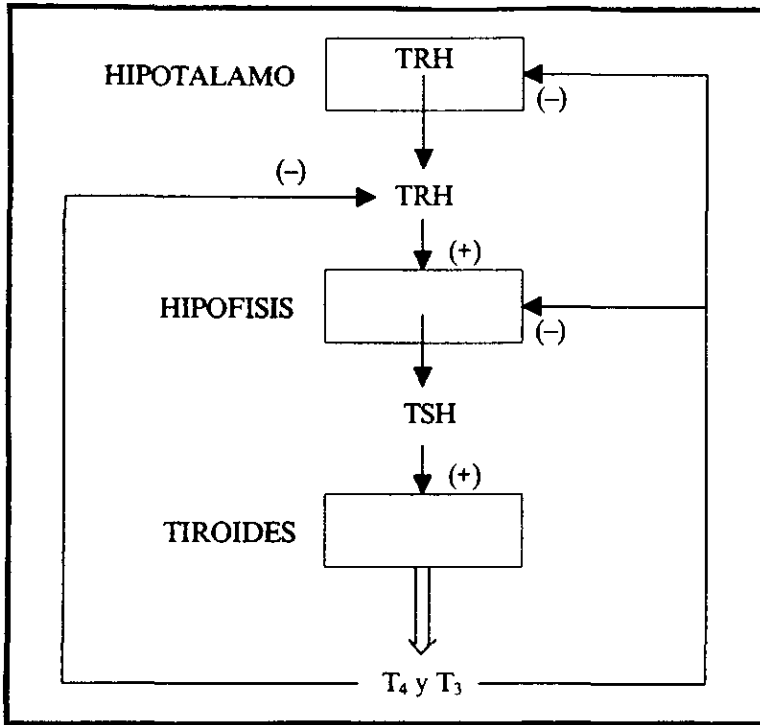 TRH
HIPOTALAMO
(–)
(–)
TRH
(+)
HIPOFISIS
(–)
TSH
(+)
TIROIDES
T₄ y T₃